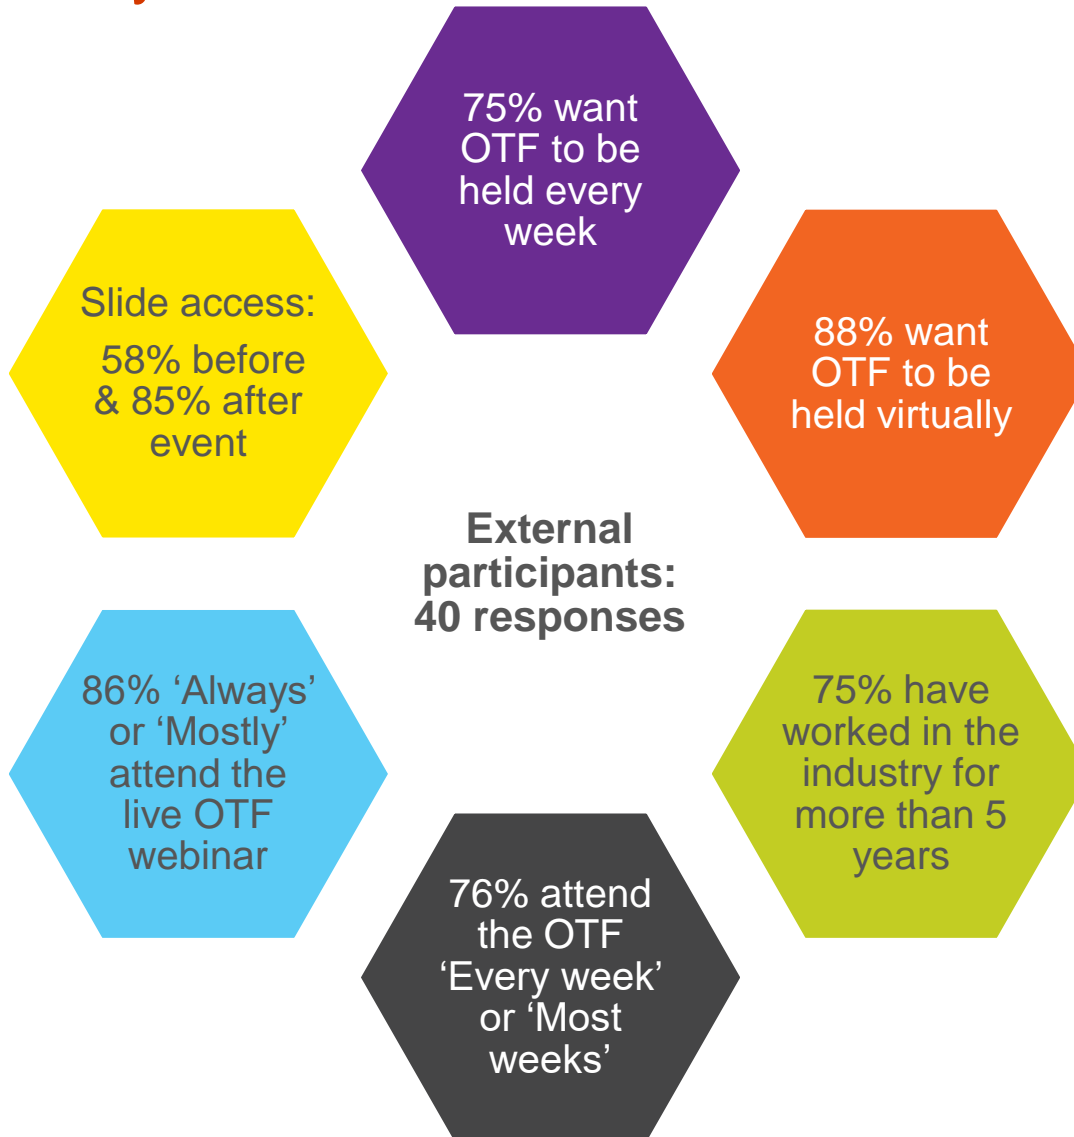 75% want
OTF to be
held every
week
Slide access:
58% before
& 85% after
event
88% want
OTF to be
held virtually
External
participants:
40 responses
86% ‘Always’
or ‘Mostly’
attend the
live OTF
webinar
75% have
worked in the
industry for
more than 5
years
76% attend
the OTF
‘Every week’
or ‘Most
weeks’